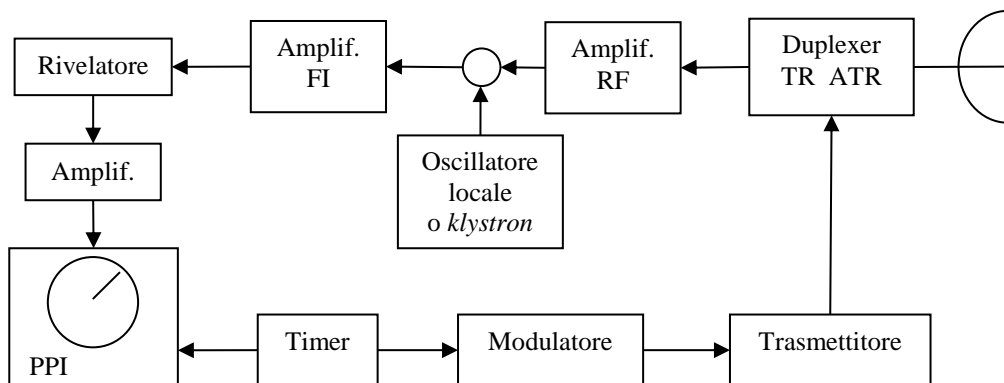 Rivelatore
Amplif.
FI
Amplif.
RF
Duplexer
TR ATR
Amplif.
Oscillatore
locale
o klystron
PPI
Timer
Modulatore
Trasmettitore